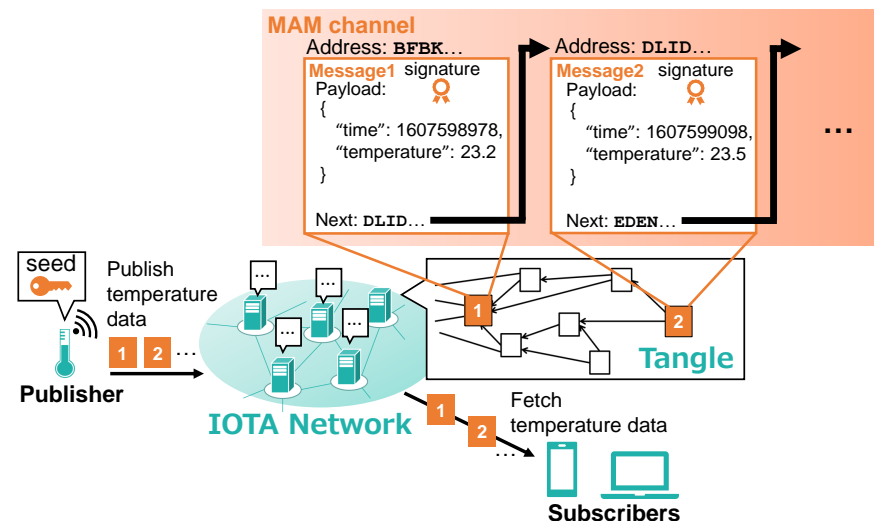 MAM channel
Address: BFBK...
Message1 signature
Payload:
{
“time”: 1607598978,
“temperature”: 23.2
}
Next: DLID...
Address: DLID...
Message2 signature
Payload:
{
“time”: 1607599098,
“temperature”: 23.5
}
Next: EDEN...
...
seed
Publish
temperature
data
1 2 ...
Publisher
...
...
...
...
...
IOTA Network
1
2
Tangle
1
2
...
Fetch
temperature data
Subscribers